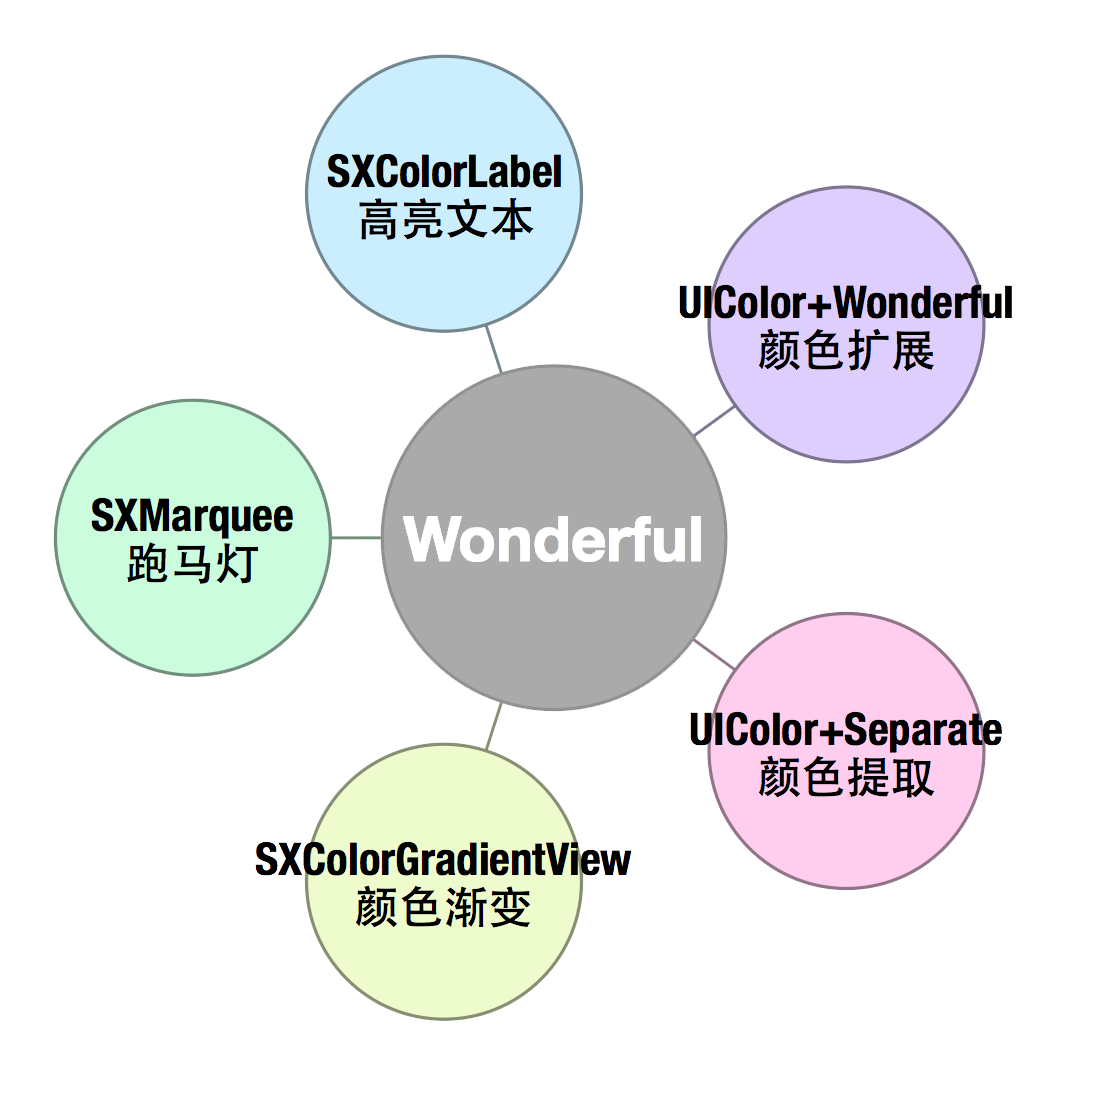 SXColorLabel
高亮文本
UIColor+Wonderful
颜色扩展
SXMarquee
跑马灯
Wonderful
UIColor+Separate
颜色提取
SXColorGradientView
颜色渐变